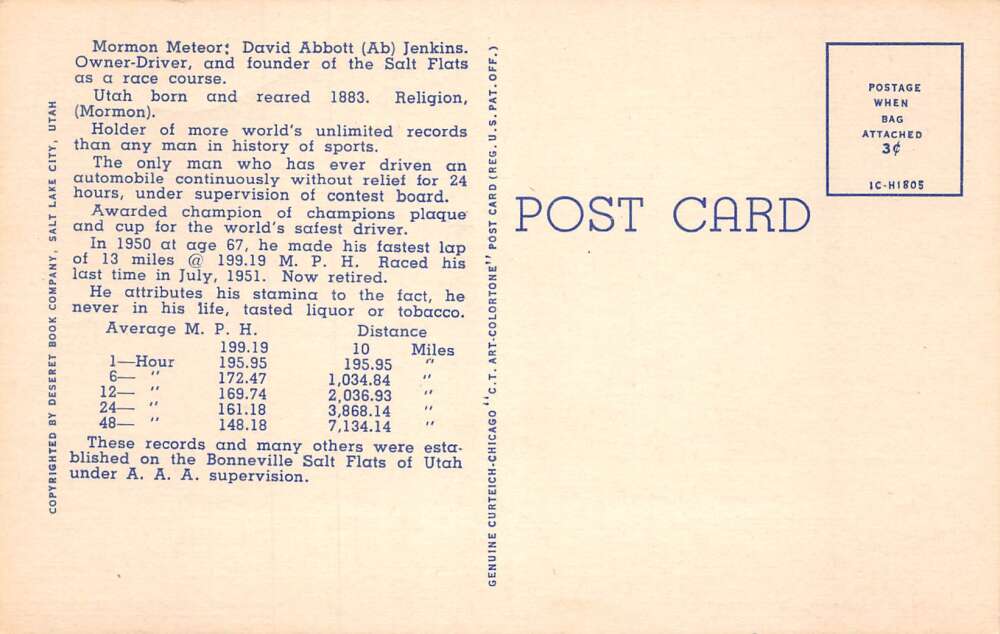 Mormon Meteor: David Abbott (Ab) Jenkins.
Owner-Driver, and founder of the Salt Flats
as a race course.
Utah born and reared 1883. Religion,
(Mormon).
Holder of more world's unlimited records
than any man in history of sports.
The only man who has ever driven an
automobile continuously without relief for 24
hours, under supervision of contest board.
Awarded champion of champions plaque
and cup for the world's safest driver.
In 1950 at age 67, he made his fastest lap
of 13 miles @ 199.19 M. P. H. Raced his
last time in July, 1951. Now retired.
He attributes his stamina to the fact, he
never in his life, tasted liquor or tobacco.
Average M. P. H. Distance
199.19 10 Miles
1—Hour 195.95 195.95 "
6— " 172.47 1,034.84 "
12— " 169.74 2,036.93 "
24— " 161.18 3,868.14 "
48— " 148.18 7,134.14 "
These records and many others were esta-
blished on the Bonneville Salt Flats of Utah
under A. A. A. supervision.
COPYRIGHTED BY DESERET BOOK COMPANY, SALT LAKE CITY, UTAH
GENUINE CURTEICH-CHICAGO "C.T. ART-COLORTONE" POST CARD (REG. U.S. PAT. OFF.)
POST CARD
POSTAGE
WHEN
BAG
ATTACHED
3¢
1C-H1805